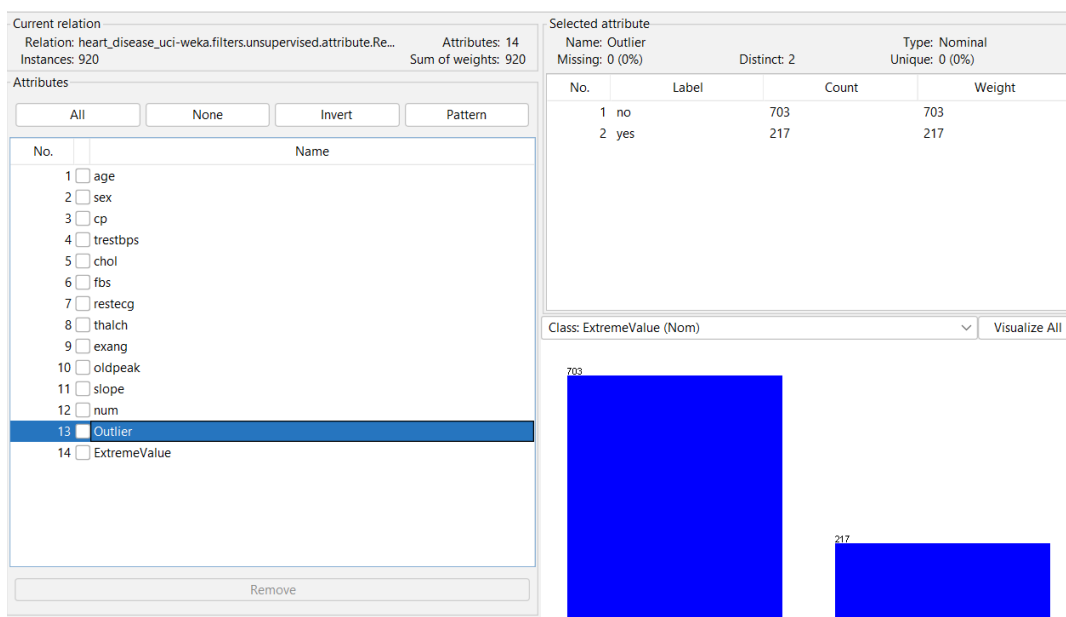 Current relation
Relation: heart_disease_uci-weka.filters.unsupervised.attribute.Re... Attributes: 14
Instances: 920 Sum of weights: 920
Attributes
All None Invert Pattern
No. Name
1 age
2 sex
3 cp
4 trestbps
5 chol
6 fbs
7 restecg
8 thalch
9 exang
10 oldpeak
11 slope
12 num
13 Outlier
14 ExtremeValue
Remove
Selected attribute
Name: Outlier Type: Nominal
Missing: 0 (0%) Distinct: 2 Unique: 0 (0%)
No. Label Count Weight
1 no 703 703
2 yes 217 217
Class: ExtremeValue (Nom) Visualize All
703
217